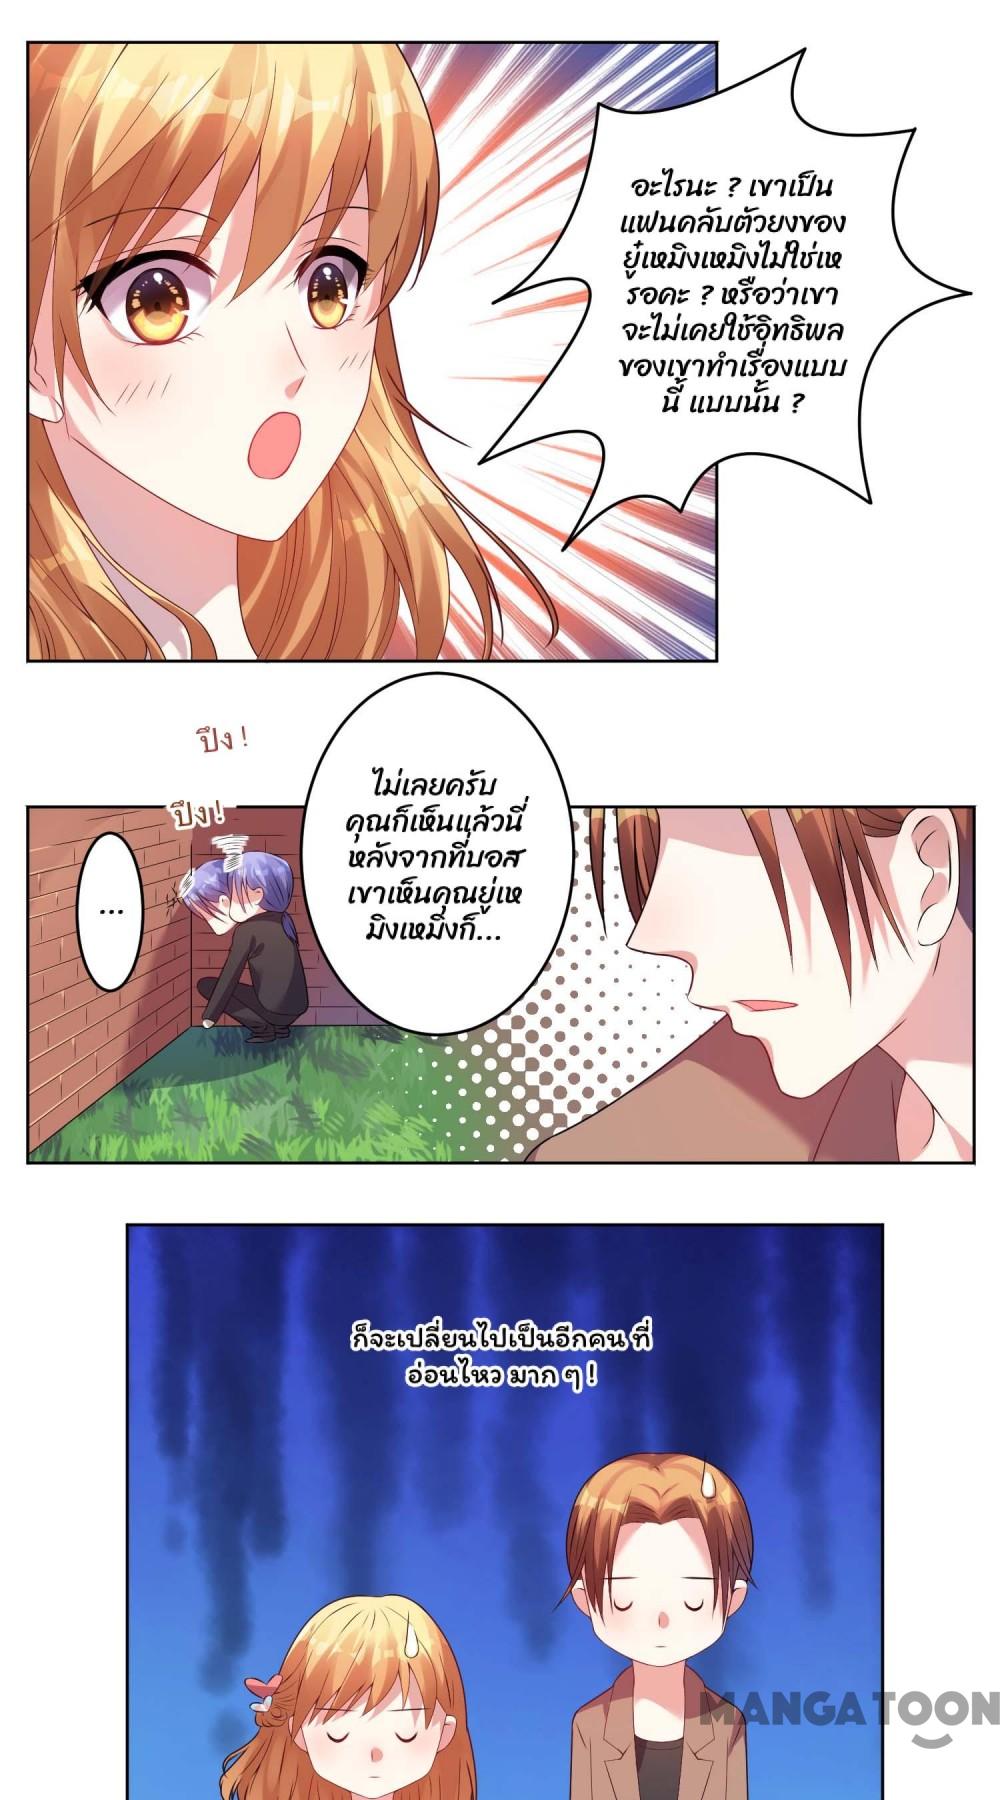 อะไรนะ ? เขาเป็น
แฟนคลับตัวยงของ
ยู๋เหมิงเหมิงไม่ใช่เห
รอคะ ? หรือว่าเขา
จะไม่เคยใช้อิทธิพล
ของเขาทำเรื่องแบบ
นี้ แบบนั้น ?
ปึง !
ปึง !
...
ไม่เลยครับ
คุณก็เห็นแล้วนี่
หลังจากที่บอส
เขาเห็นคุณยู๋เห
มิงเหมิงก็...
ก็จะเปลี่ยนไปเป็นอีกคน ที่
อ่อนไหว มาก ๆ !
MANGATOON